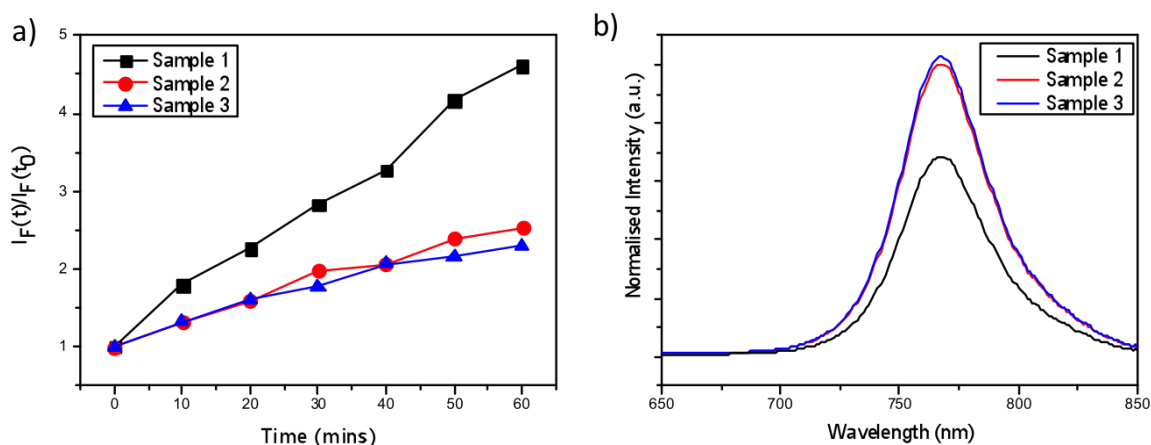 a)
Sample 1
Sample 2
Sample 3
5
4
3
2
1
I_F(t)/I_F(t_0)
0 10 20 30 40 50 60
Time (mins)
b)
Sample 1
Sample 2
Sample 3
Normalised Intensity (a.u.)
650 700 750 800 850
Wavelength (nm)